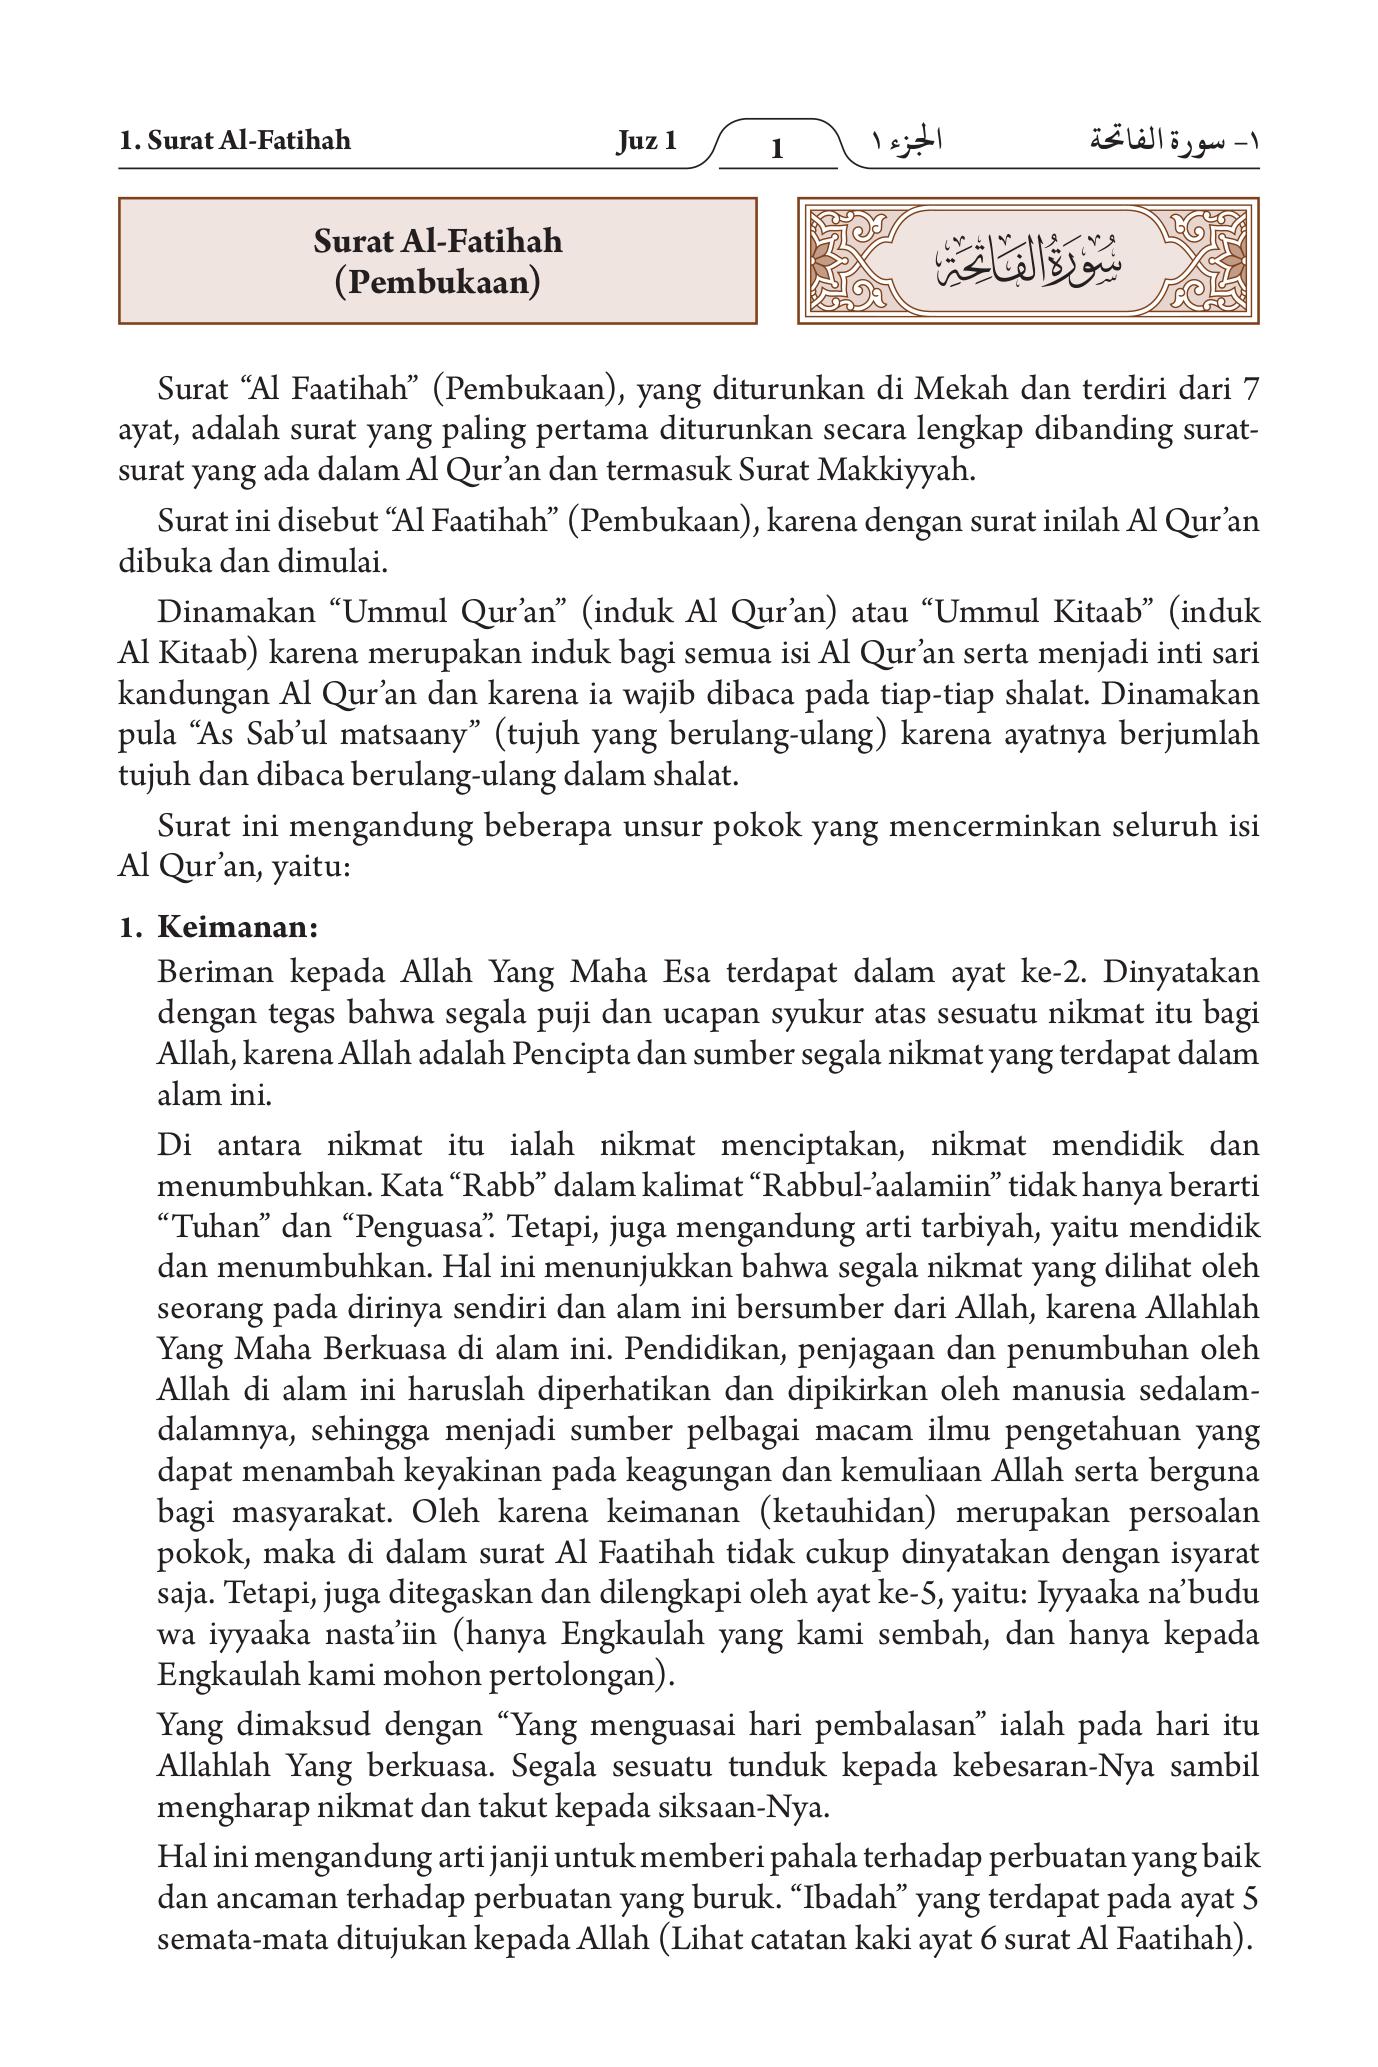 1. Surat Al-Fatihah
Juz 1
1
الجزء ١
١- سورة الفاتحة
Surat Al-Fatihah
(Pembukaan)
سُورَةُ الفَاتِحَةِ
Surat “Al Faatihah” (Pembukaan), yang diturunkan di Mekah dan terdiri dari 7
ayat, adalah surat yang paling pertama diturunkan secara lengkap dibanding surat-
surat yang ada dalam Al Qur’an dan termasuk Surat Makkiyyah.
Surat ini disebut “Al Faatihah” (Pembukaan), karena dengan surat inilah Al Qur’an
dibuka dan dimulai.
Dinamakan “Ummul Qur’an” (induk Al Qur’an) atau “Ummul Kitaab” (induk
Al Kitaab) karena merupakan induk bagi semua isi Al Qur’an serta menjadi inti sari
kandungan Al Qur’an dan karena ia wajib dibaca pada tiap-tiap shalat. Dinamakan
pula “As Sab’ul matsaany” (tujuh yang berulang-ulang) karena ayatnya berjumlah
tujuh dan dibaca berulang-ulang dalam shalat.
Surat ini mengandung beberapa unsur pokok yang mencerminkan seluruh isi
Al Qur’an, yaitu:
1. Keimanan:
Beriman kepada Allah Yang Maha Esa terdapat dalam ayat ke-2. Dinyatakan
dengan tegas bahwa segala puji dan ucapan syukur atas sesuatu nikmat itu bagi
Allah, karena Allah adalah Pencipta dan sumber segala nikmat yang terdapat dalam
alam ini.
Di antara nikmat itu ialah nikmat menciptakan, nikmat mendidik dan
menumbuhkan. Kata “Rabb” dalam kalimat “Rabbul-’aalamiin” tidak hanya berarti
“Tuhan” dan “Penguasa”. Tetapi, juga mengandung arti tarbiyah, yaitu mendidik
dan menumbuhkan. Hal ini menunjukkan bahwa segala nikmat yang dilihat oleh
seorang pada dirinya sendiri dan alam ini bersumber dari Allah, karena Allahlah
Yang Maha Berkuasa di alam ini. Pendidikan, penjagaan dan penumbuhan oleh
Allah di alam ini haruslah diperhatikan dan dipikirkan oleh manusia sedalam-
dalamnya, sehingga menjadi sumber pelbagai macam ilmu pengetahuan yang
dapat menambah keyakinan pada keagungan dan kemuliaan Allah serta berguna
bagi masyarakat. Oleh karena keimanan (ketauhidan) merupakan persoalan
pokok, maka di dalam surat Al Faatihah tidak cukup dinyatakan dengan isyarat
saja. Tetapi, juga ditegaskan dan dilengkapi oleh ayat ke-5, yaitu: Iyyaaka na’budu
wa iyyaaka nasta’iin (hanya Engkaulah yang kami sembah, dan hanya kepada
Engkaulah kami mohon pertolongan).
Yang dimaksud dengan “Yang menguasai hari pembalasan” ialah pada hari itu
Allahlah Yang berkuasa. Segala sesuatu tunduk kepada kebesaran-Nya sambil
mengharap nikmat dan takut kepada siksaan-Nya.
Hal ini mengandung arti janji untuk memberi pahala terhadap perbuatan yang baik
dan ancaman terhadap perbuatan yang buruk. “Ibadah” yang terdapat pada ayat 5
semata-mata ditujukan kepada Allah (Lihat catatan kaki ayat 6 surat Al Faatihah).